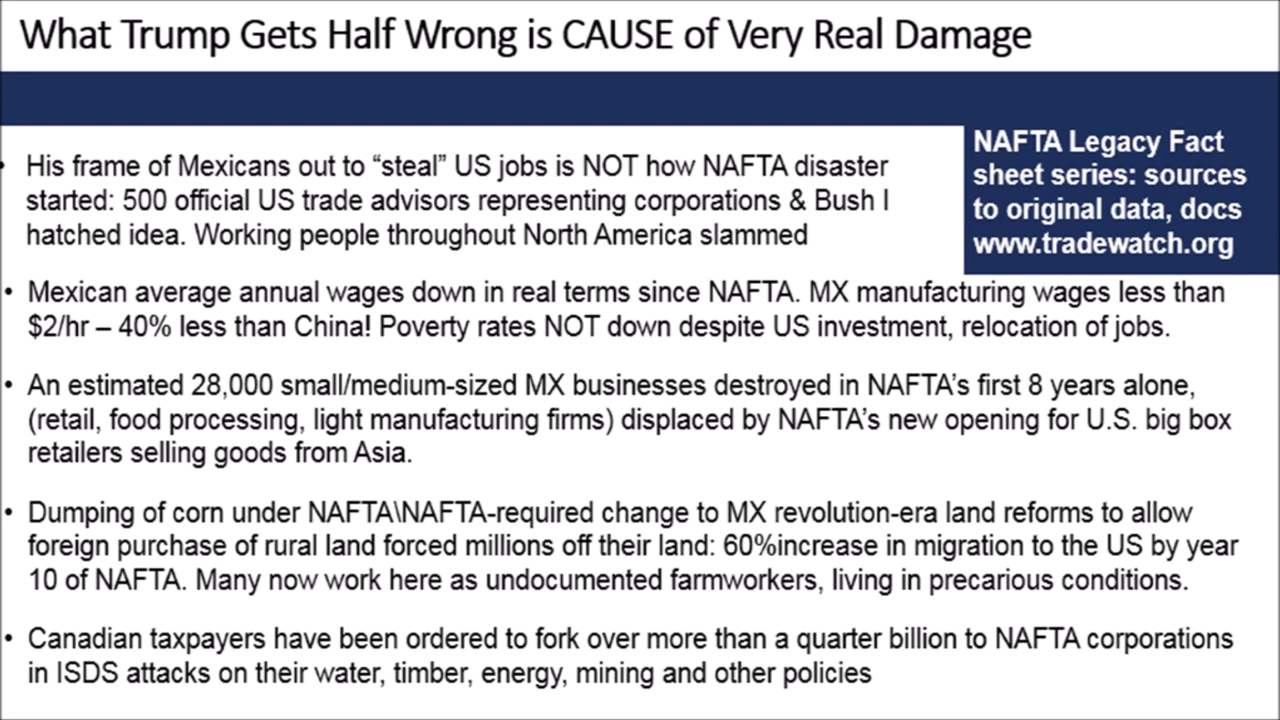 What Trump Gets Half Wrong is CAUSE of Very Real Damage
NAFTA Legacy Fact
sheet series: sources
to original data, docs
www.tradewatch.org
• His frame of Mexicans out to “steal” US jobs is NOT how NAFTA disaster
started: 500 official US trade advisors representing corporations & Bush I
hatched idea. Working people throughout North America slammed
• Mexican average annual wages down in real terms since NAFTA. MX manufacturing wages less than
$2/hr – 40% less than China! Poverty rates NOT down despite US investment, relocation of jobs.
• An estimated 28,000 small/medium-sized MX businesses destroyed in NAFTA’s first 8 years alone,
(retail, food processing, light manufacturing firms) displaced by NAFTA’s new opening for U.S. big box
retailers selling goods from Asia.
• Dumping of corn under NAFTA\NAFTA-required change to MX revolution-era land reforms to allow
foreign purchase of rural land forced millions off their land: 60%increase in migration to the US by year
10 of NAFTA. Many now work here as undocumented farmworkers, living in precarious conditions.
• Canadian taxpayers have been ordered to fork over more than a quarter billion to NAFTA corporations
in ISDS attacks on their water, timber, energy, mining and other policies